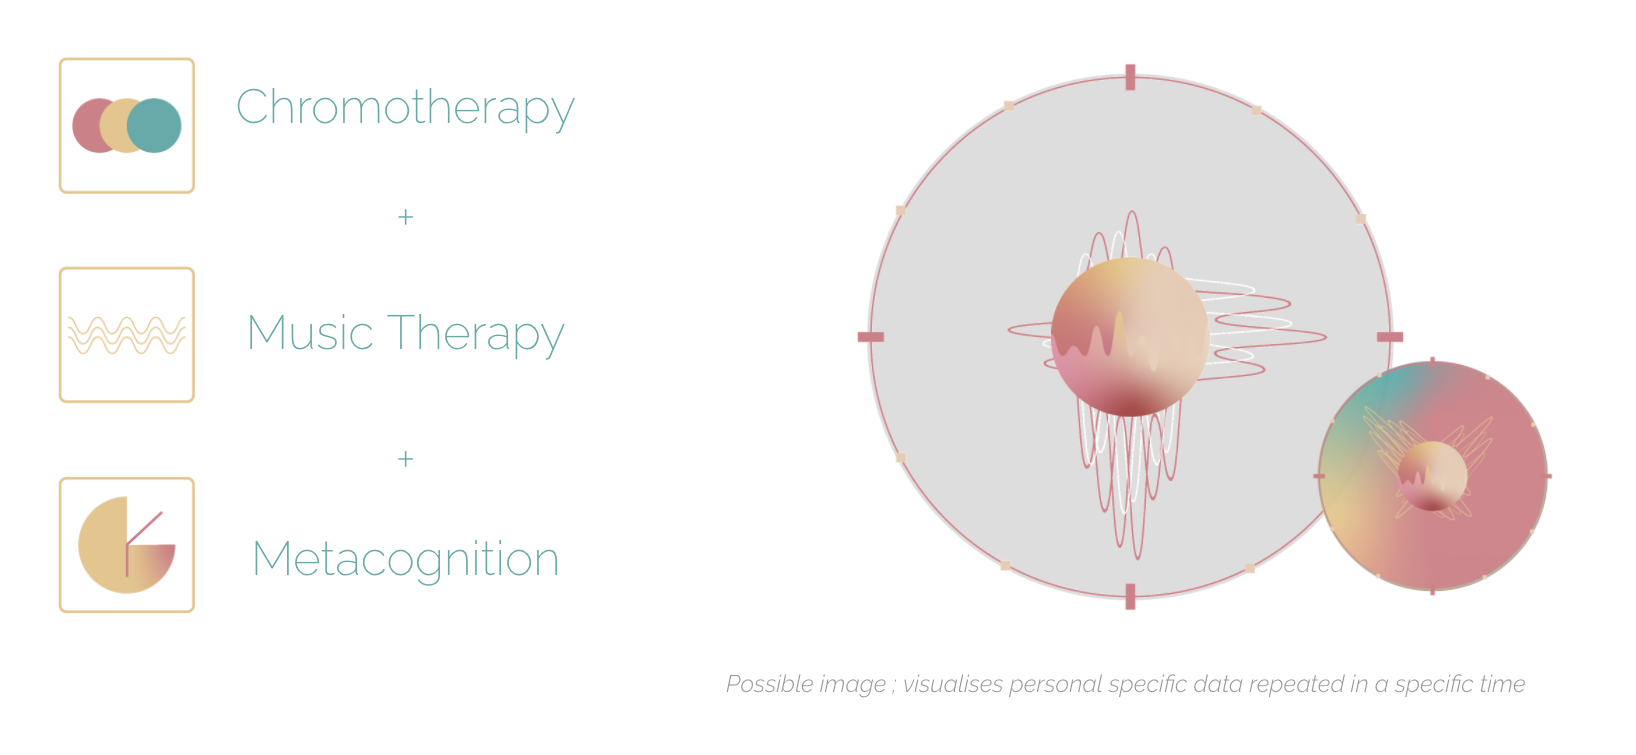 Chromotherapy
+
Music Therapy
+
Metacognition
Possible image ; visualises personal specific data repeated in a specific time